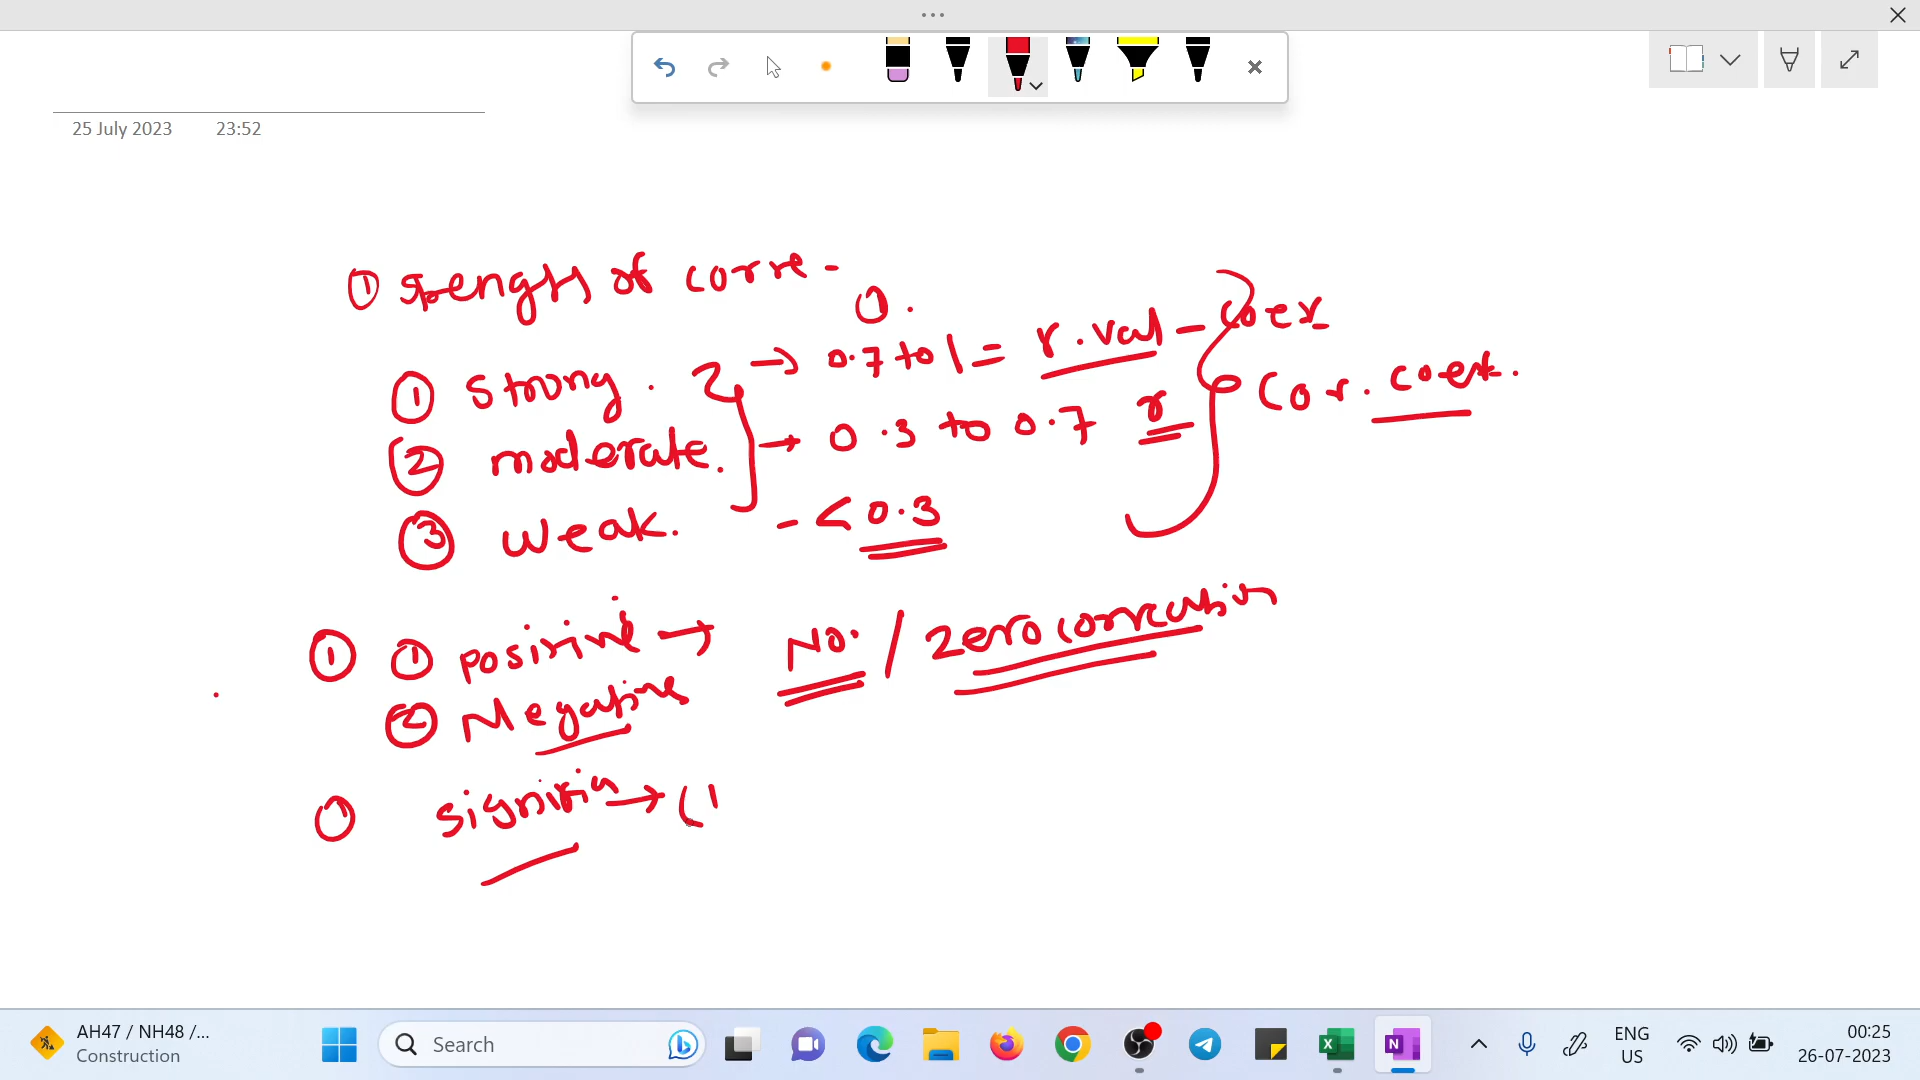 25 July 2023 23:52
① strength of corre -
①.
① strong. → 0.7 to 1 = r.val - coef
② moderate. → 0.3 to 0.7 r
Cor. coef.
③ weak. - < 0.3
① ① positive → No. / zero correlation
② Negative
①
AH47 / NH48 /...
Construction
Search
ENG
US
00:25
26-07-2023